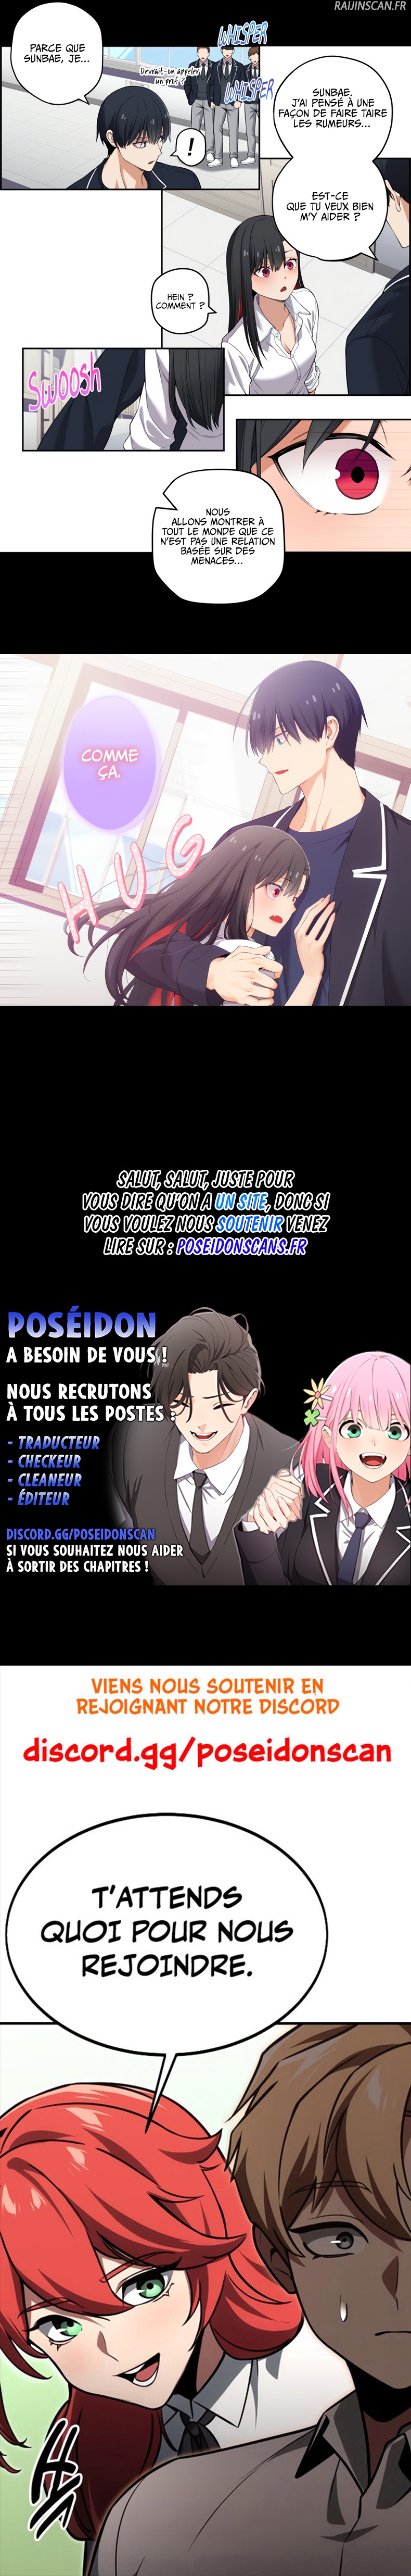 RAIJINSCAN.FR
PARCE QUE
SUNBAE, JE...
WHISPER
Devrait-on appeler
un prof ?
WHISPER
!
SUNBAE.
J'AI PENSÉ À UNE
FAÇON DE FAIRE TAIRE
LES RUMEURS...
EST-CE
QUE TU VEUX BIEN
M'Y AIDER ?
HEIN ?
COMMENT ?
SWOOSH
NOUS
ALLONS MONTRER À
TOUT LE MONDE QUE CE
N'EST PAS UNE RELATION
BASÉE SUR DES
MENACES...
COMME
ÇA.
HUG
SALUT, SALUT, JUSTE POUR
VOUS DIRE QU'ON A UN SITE, DONC SI
VOUS VOULEZ NOUS SOUTENIR VENEZ
LIRE SUR : POSEIDONSCANS.FR
POSÉIDON
A BESOIN DE VOUS !
NOUS RECRUTONS
À TOUS LES POSTES :
- TRADUCTEUR
- CHECKEUR
- CLEANEUR
- ÉDITEUR
DISCORD.GG/POSEIDONSCAN
SI VOUS SOUHAITEZ NOUS AIDER
À SORTIR DES CHAPITRES !
VIENS NOUS SOUTENIR EN
REJOIGNANT NOTRE DISCORD
discord.gg/poseidonscan
T'ATTENDS
QUOI POUR NOUS
REJOINDRE.